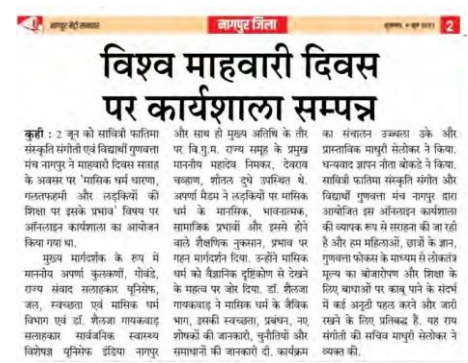 नागपुर मेट्रो समाचार
नागपुर जिला
2
विश्व माहवारी दिवस
पर कार्यशाला सम्पन्न
कुही : 2 जून को सावित्री फातिमा
संस्कृति संगीती एवं विद्यार्थी गुणवत्ता
मंच नागपुर ने माहवारी दिवस सप्ताह
के अवसर पर 'मासिक धर्म धारणा,
गलतफहमी और लड़कियों की
शिक्षा पर इसके प्रभाव' विषय पर
ऑनलाइन कार्यशाला का आयोजन
किया गया था.
मुख्य मार्गदर्शक के रूप में
माननीय अपर्णा कुलकर्णी, गोवंडे,
राज्य संवाद सलाहकार यूनिसेफ,
जल, स्वच्छता एवं मासिक धर्म
विभाग एवं डॉ. शैलजा गायकवाड़
सलाहकार सार्वजनिक स्वास्थ्य
विशेषज्ञ यूनिसेफ इंडिया नागपुर
और साथ ही मुख्य अतिथि के तौर
पर वि.गु.म. राज्य समूह के प्रमुख
माननीय महादेव निमकर, देवराव
चव्हाण, शीतल दुधे उपस्थित थे.
अपर्णा मैडम ने लड़कियों पर मासिक
धर्म के मानसिक, भावनात्मक,
सामाजिक प्रभावों और इससे होने
वाले शैक्षणिक नुकसान, प्रभाव पर
गहन मार्गदर्शन दिया. उन्होंने मासिक
धर्म को वैज्ञानिक दृष्टिकोण से देखने
के महत्व पर जोर दिया. डॉ. शैलजा
गायकवाड़ ने मासिक धर्म के जैविक
भाग, इसकी स्वच्छता, प्रबंधन, नए
शोषकों की जानकारी, चुनौतियों और
समाधानों की जानकारी दी. कार्यक्रम
का संचालन उज्वला उके और
प्रास्ताविक माधुरी सेलोकर ने किया.
धन्यवाद ज्ञापन नीता बोकडे ने किया.
सावित्री फातिमा संस्कृति संगीत और
विद्यार्थी गुणवत्ता मंच नागपुर द्वारा
आयोजित इस ऑनलाइन कार्यशाला
की व्यापक रूप से सराहना की जा रही
है और हम महिलाओं, छात्रों के ज्ञान,
गुणवत्ता फोकस के माध्यम से लोकतंत्र
मूल्य का बीजारोपण और शिक्षा के
लिए बाधाओं पर काबू पाने के संदर्भ
में कई अनूठी पहल करने और जारी
रखने के लिए प्रतिबद्ध हैं. यह राय
संगीती की सचिव माधुरी सेलोकर ने
व्यक्त की.